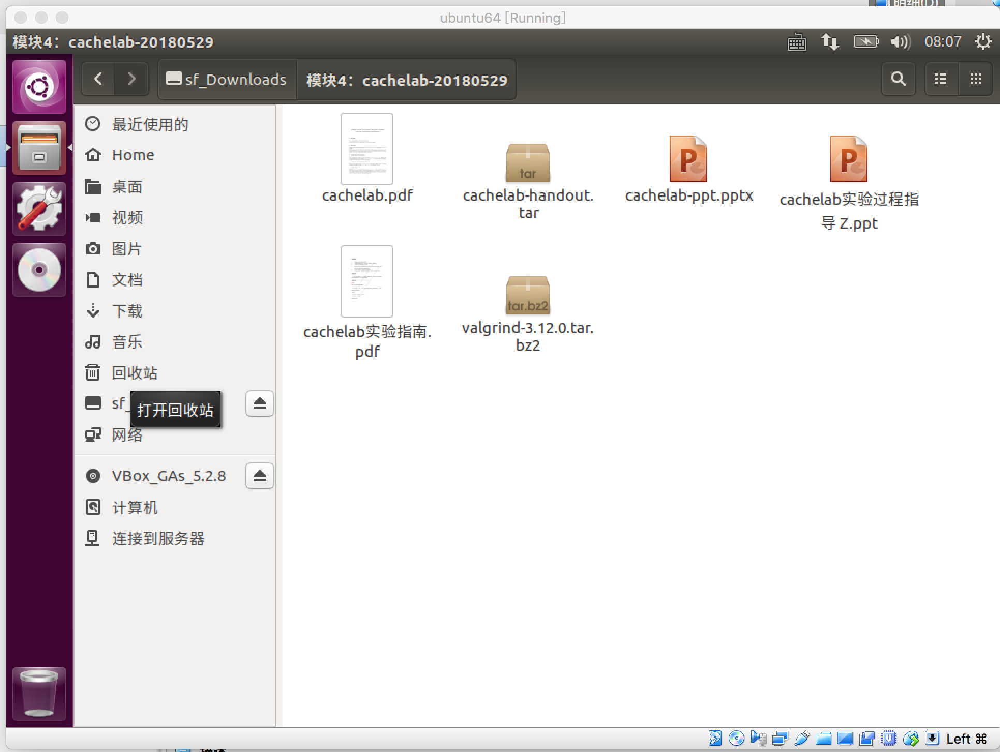 明细(D)
ubuntu64 [Running]
模块4：cachelab-20180529
08:07
sf_Downloads
模块4：cachelab-20180529
最近使用的
Home
桌面
视频
图片
文档
下载
音乐
回收站
sf_
打开回收站
网络
VBox_GAs_5.2.8
计算机
连接到服务器
cachelab.pdf
tar
cachelab-handout.
tar
P
cachelab-ppt.pptx
P
cachelab实验过程指
导 Z.ppt
cachelab实验指南.
pdf
tar.bz2
valgrind-3.12.0.tar.
bz2
Left ⌘